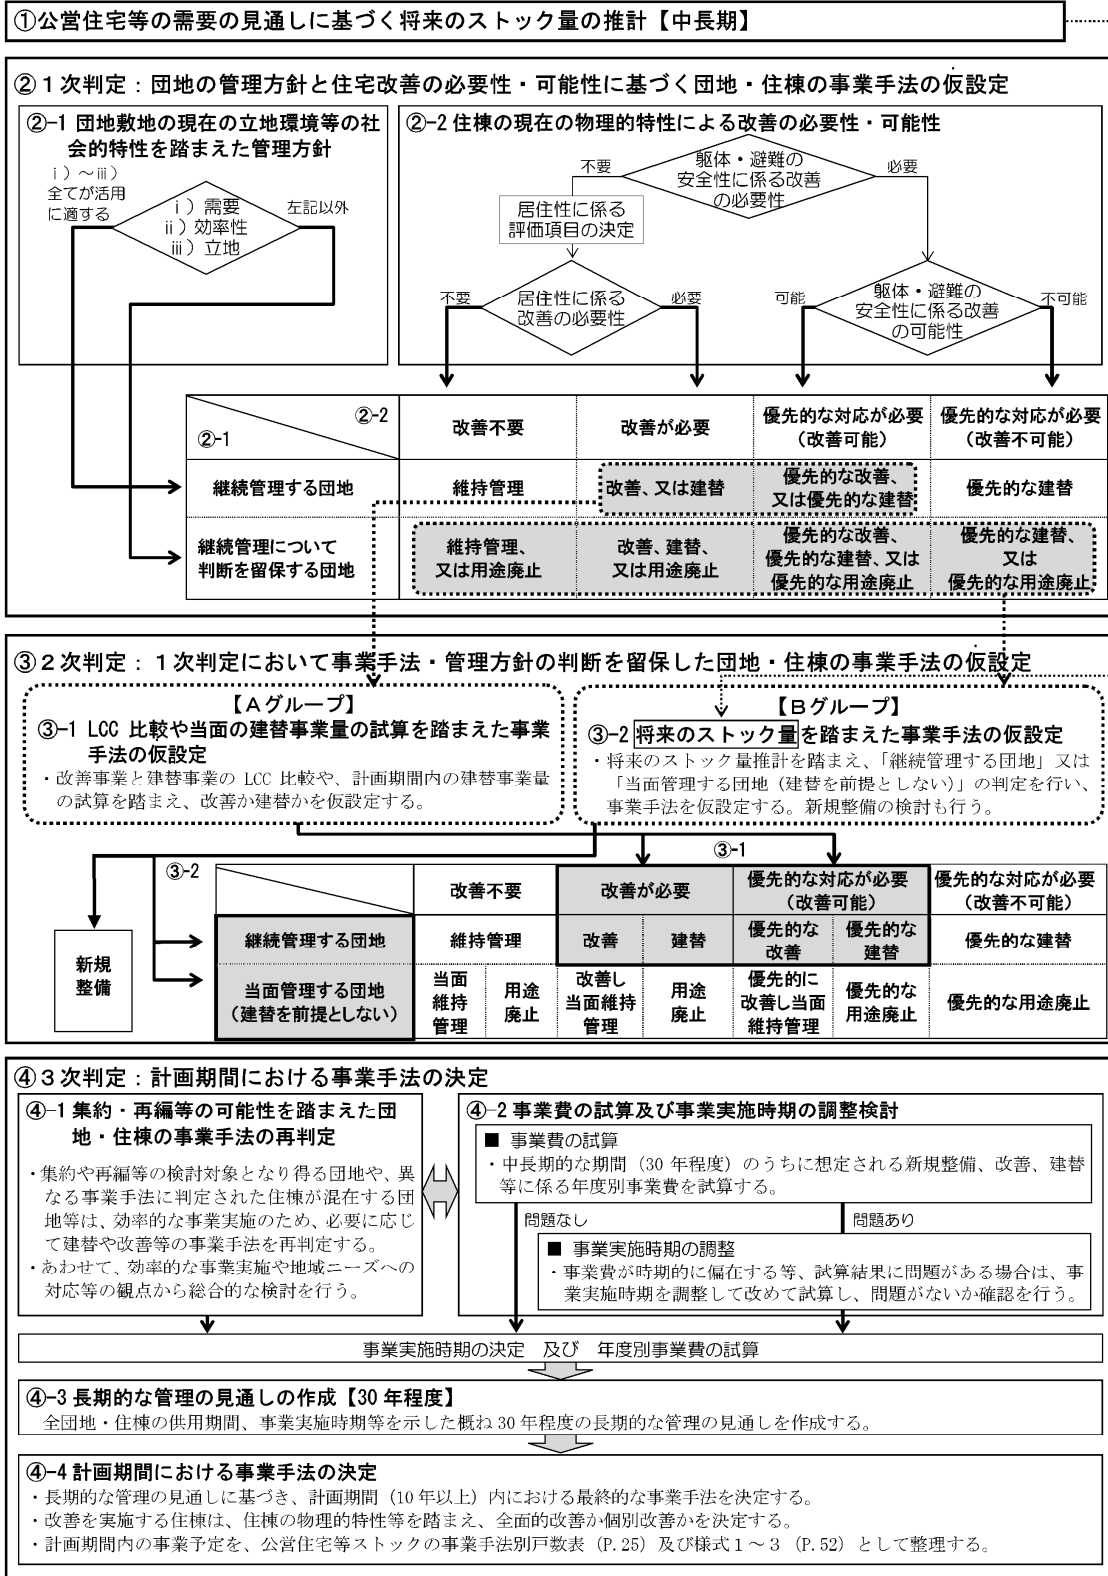 ①公営住宅等の需要の見通しに基づく将来のストック量の推計【中長期】
②１次判定：団地の管理方針と住宅改善の必要性・可能性に基づく団地・住棟の事業手法の仮設定
②-1 団地敷地の現在の立地環境等の社
会的特性を踏まえた管理方針
ⅰ）～ⅲ）
全てが活用
に適する
ⅰ）需要
ⅱ）効率性
ⅲ）立地
左記以外
②-2 住棟の現在の物理的特性による改善の必要性・可能性
不要
躯体・避難の
安全性に係る改善
の必要性
必要
居住性に係る
評価項目の決定
不要
居住性に係る
改善の必要性
必要
可能
躯体・避難の
安全性に係る改善
の可能性
不可能
②-2
②-1
改善不要
改善が必要
優先的な対応が必要
（改善可能）
優先的な対応が必要
（改善不可能）
継続管理する団地
維持管理
改善、又は建替
優先的な改善、
又は優先的な建替
優先的な建替
継続管理について
判断を留保する団地
維持管理、
又は用途廃止
改善、建替、
又は用途廃止
優先的な改善、
優先的な建替、又は
優先的な用途廃止
優先的な建替、
又は
優先的な用途廃止
③２次判定：１次判定において事業手法・管理方針の判断を留保した団地・住棟の事業手法の仮設定
【Ａグループ】
③-1 LCC 比較や当面の建替事業量の試算を踏まえた事業
手法の仮設定
・改善事業と建替事業の LCC 比較や、計画期間内の建替事業量
の試算を踏まえ、改善か建替かを仮設定する。
【Ｂグループ】
③-2 将来のストック量を踏まえた事業手法の仮設定
・将来のストック量推計を踏まえ、「継続管理する団地」又は
「当面管理する団地（建替を前提としない）」の判定を行い、
事業手法を仮設定する。新規整備の検討も行う。
③-1
③-2
改善不要
改善が必要
優先的な対応が必要
（改善可能）
優先的な対応が必要
（改善不可能）
新規
整備
継続管理する団地
維持管理
改善
建替
優先的な
改善
優先的な
建替
優先的な建替
当面管理する団地
（建替を前提としない）
当面
維持
管理
用途
廃止
改善し
当面維持
管理
用途
廃止
優先的に
改善し当面
維持管理
優先的な
用途廃止
優先的な用途廃止
④３次判定：計画期間における事業手法の決定
④-1 集約・再編等の可能性を踏まえた団
地・住棟の事業手法の再判定
・集約や再編等の検討対象となり得る団地や、異
なる事業手法に判定された住棟が混在する団
地等は、効率的な事業実施のため、必要に応じ
て建替や改善等の事業手法を再判定する。
・あわせて、効率的な事業実施や地域ニーズへの
対応等の観点から総合的な検討を行う。
④-2 事業費の試算及び事業実施時期の調整検討
■ 事業費の試算
・中長期的な期間（30 年程度）のうちに想定される新規整備、改善、建替
等に係る年度別事業費を試算する。
問題なし
問題あり
■ 事業実施時期の調整
・事業費が時期的に偏在する等、試算結果に問題がある場合は、事
業実施時期を調整して改めて試算し、問題がないか確認を行う。
事業実施時期の決定　及び　年度別事業費の試算
④-3 長期的な管理の見通しの作成【30 年程度】
全団地・住棟の供用期間、事業実施時期等を示した概ね 30 年程度の長期的な管理の見通しを作成する。
④-4 計画期間における事業手法の決定
・長期的な管理の見通しに基づき、計画期間（10 年以上）内における最終的な事業手法を決定する。
・改善を実施する住棟は、住棟の物理的特性等を踏まえ、全面的改善か個別改善かを決定する。
・計画期間内の事業予定を、公営住宅等ストックの事業手法別戸数表（P.25）及び様式１～３（P.52）として整理する。